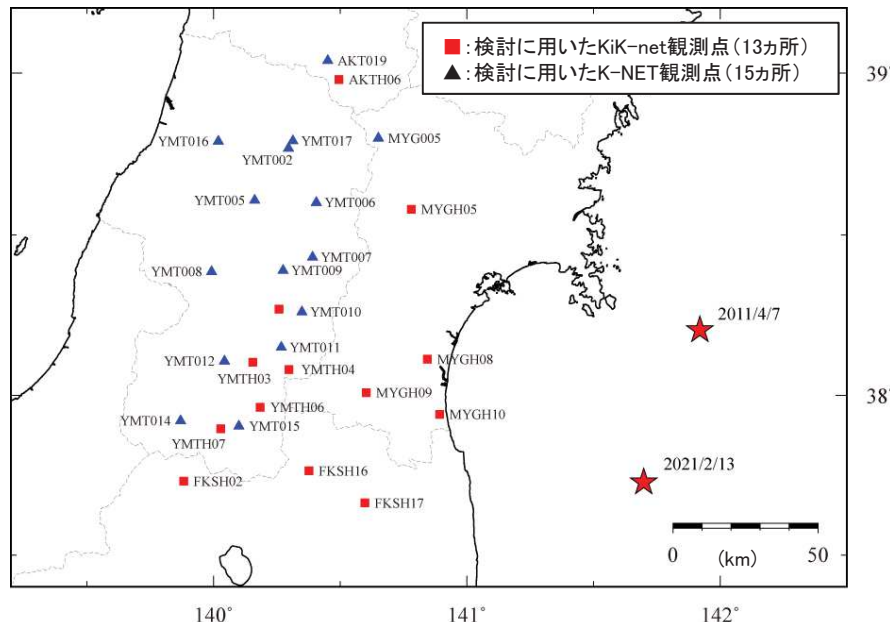 ■:検討に用いたKiK-net観測点(13ヵ所)
▲:検討に用いたK-NET観測点(15ヵ所)
AKT019
AKTH06
39°
YMT016
YMT017
MYG005
YMT002
YMT005
YMT006
MYGH05
YMT007
YMT008
YMT009
YMT010
2011/4/7
YMT011
YMT012
MYGH08
YMTH03
YMTH04
MYGH09
38°
YMTH06
MYGH10
YMT014
YMT015
YMTH07
2021/2/13
FKSH16
FKSH02
FKSH17
0 (km) 50
140° 141° 142°